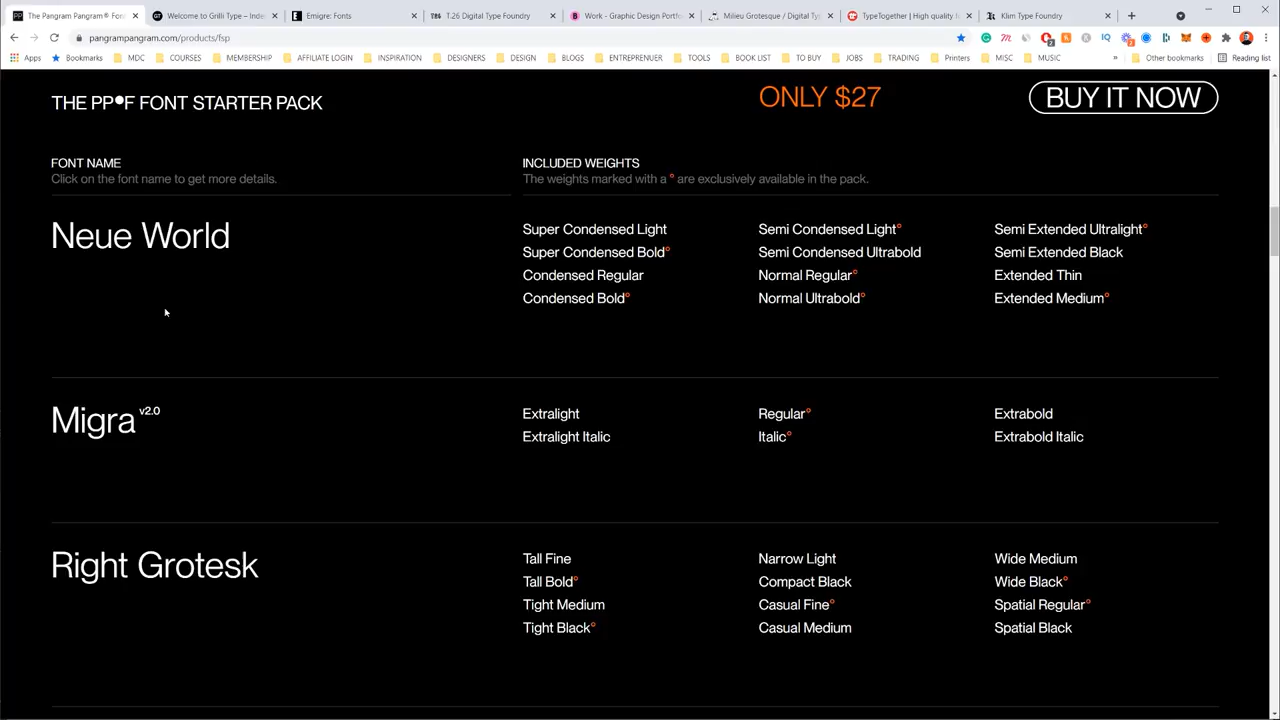 The Pangram Pangram® Fon
Welcome to Grilli Type – Inde
Emigre: Fonts
T.26 Digital Type Foundry
Work - Graphic Design Portfo
Milieu Grotesque / Digital Ty
TypeTogether | High quality f
Klim Type Foundry
pangrampangram.com/products/fsp
Apps
Bookmarks
MDC
COURSES
MEMBERSHIP
AFFILIATE LOGIN
INSPIRATION
DESIGNERS
DESIGN
BLOGS
ENTREPRENUER
TOOLS
BOOK LIST
TO BUY
JOBS
TRADING
Printers
MISC
MUSIC
»
Other bookmarks
Reading list
THE PP●F FONT STARTER PACK
ONLY $27
BUY IT NOW
FONT NAME
Click on the font name to get more details.
INCLUDED WEIGHTS
The weights marked with a ° are exclusively available in the pack.
Neue World
Super Condensed Light
Super Condensed Bold°
Condensed Regular
Condensed Bold°
Semi Condensed Light°
Semi Condensed Ultrabold
Normal Regular°
Normal Ultrabold°
Semi Extended Ultralight°
Semi Extended Black
Extended Thin
Extended Medium°
Migra v2.0
Extralight
Extralight Italic
Regular°
Italic°
Extrabold
Extrabold Italic
Right Grotesk
Tall Fine
Tall Bold°
Tight Medium
Tight Black°
Narrow Light
Compact Black
Casual Fine°
Casual Medium
Wide Medium
Wide Black°
Spatial Regular°
Spatial Black